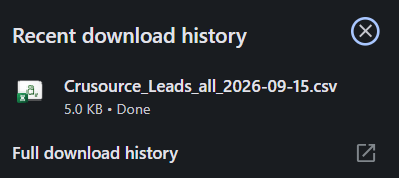 Recent download history
Crusource_Leads_all_2026-09-15.csv
5.0 KB • Done
Full download history